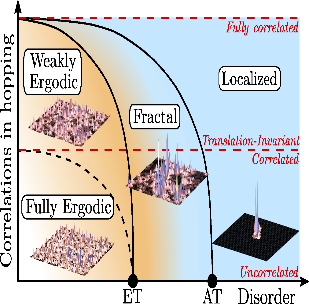 Correlations in hopping
Fully correlated
Weakly
Ergodic
Localized
Fractal
Translation-Invariant
Correlated
Fully Ergodic
Uncorrelated
ET
AT
Disorder